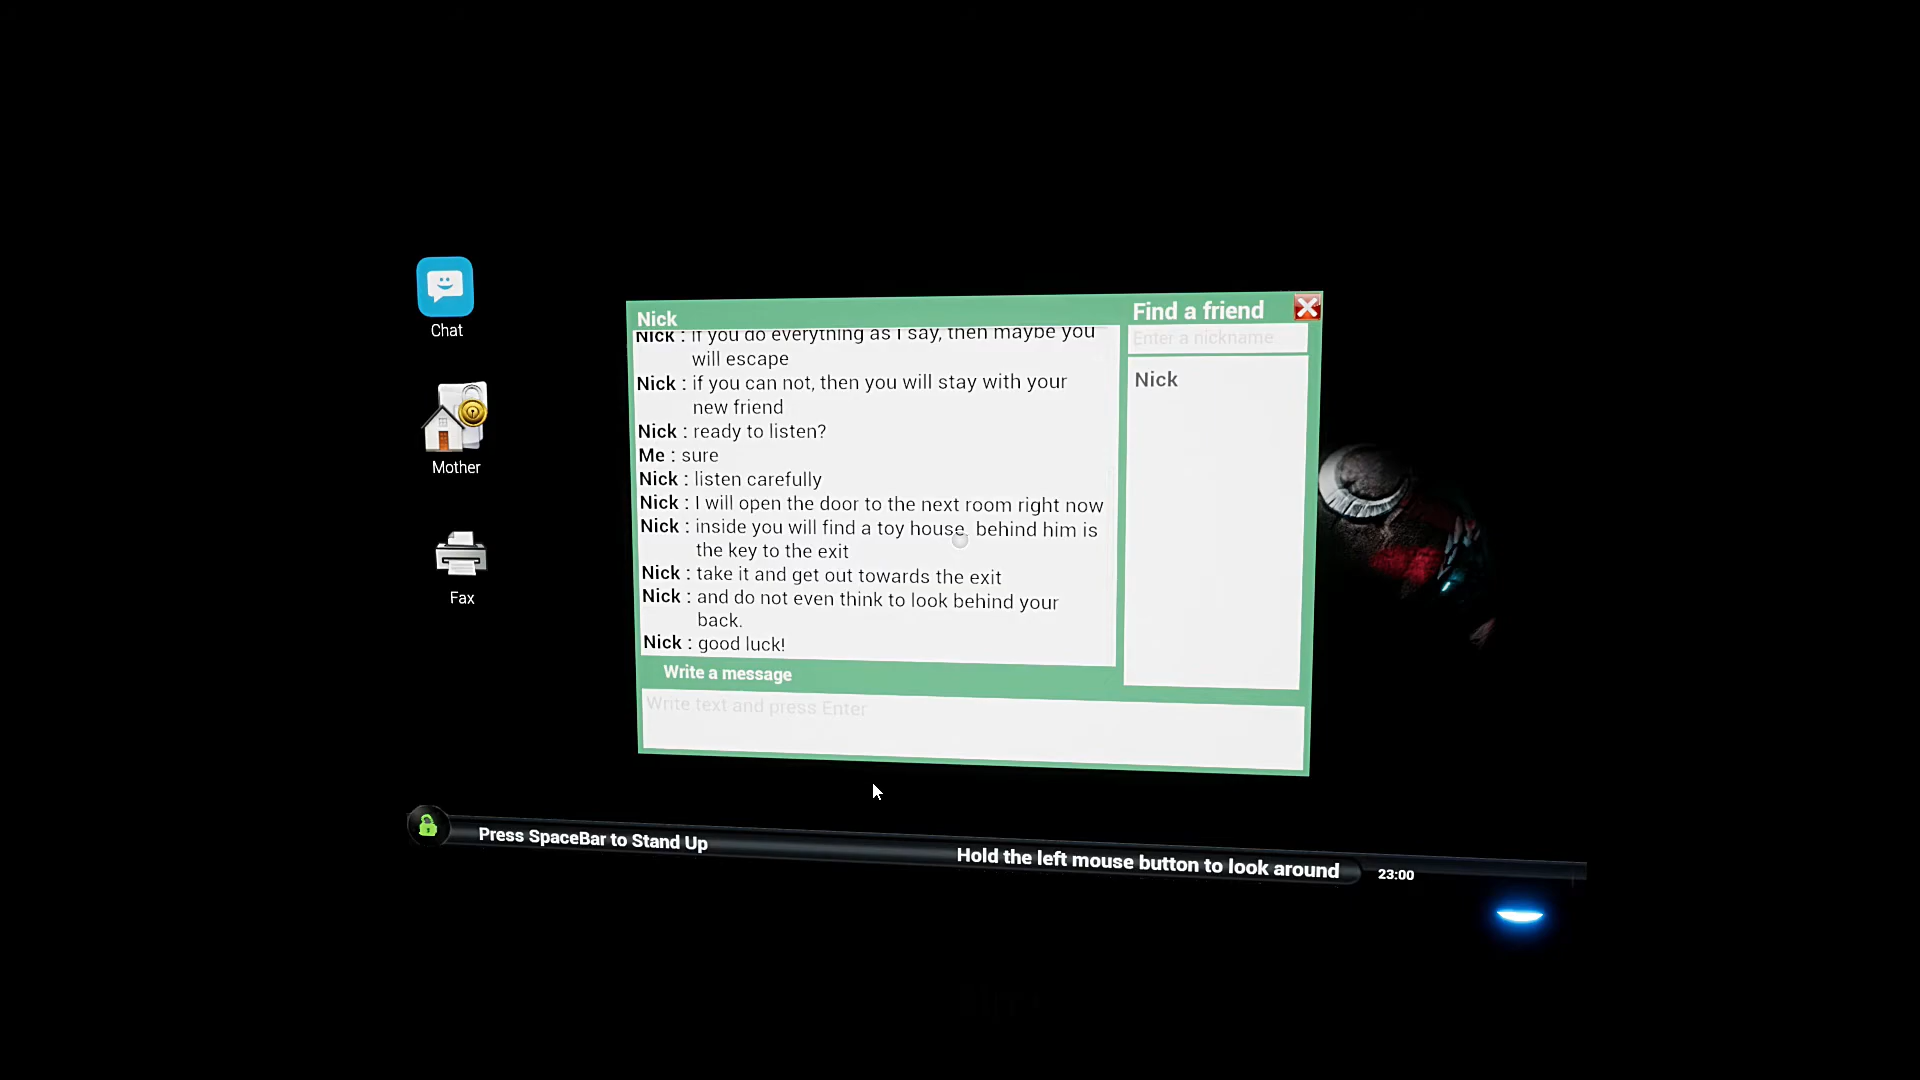 Chat
Mother
Fax
Nick
Find a friend
Enter a nickname
Nick
Nick : if you do everything as I say, then maybe you
will escape
Nick : if you can not, then you will stay with your
new friend
Nick : ready to listen?
Me : sure
Nick : listen carefully
Nick : I will open the door to the next room right now
Nick : inside you will find a toy house, behind him is
the key to the exit
Nick : take it and get out towards the exit
Nick : and do not even think to look behind your
back.
Nick : good luck!
Write a message
Write text and press Enter
Press SpaceBar to Stand Up
Hold the left mouse button to look around
23:00